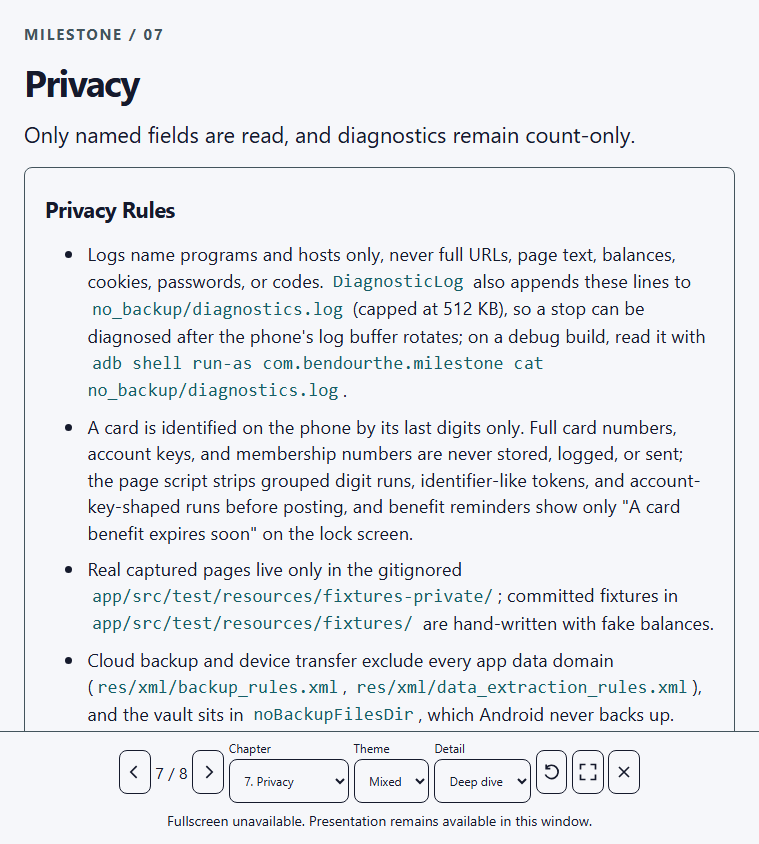 MILESTONE / 07
Privacy
Only named fields are read, and diagnostics remain count-only.
Privacy Rules
• Logs name programs and hosts only, never full URLs, page text, balances,
cookies, passwords, or codes. DiagnosticLog also appends these lines to
no_backup/diagnostics.log (capped at 512 KB), so a stop can be
diagnosed after the phone's log buffer rotates; on a debug build, read it with
adb shell run-as com.bendourthe.milestone cat
no_backup/diagnostics.log.
• A card is identified on the phone by its last digits only. Full card numbers,
account keys, and membership numbers are never stored, logged, or sent;
the page script strips grouped digit runs, identifier-like tokens, and account-
key-shaped runs before posting, and benefit reminders show only "A card
benefit expires soon" on the lock screen.
• Real captured pages live only in the gitignored
app/src/test/resources/fixtures-private/; committed fixtures in
app/src/test/resources/fixtures/ are hand-written with fake balances.
• Cloud backup and device transfer exclude every app data domain
(res/xml/backup_rules.xml, res/xml/data_extraction_rules.xml),
and the vault sits in noBackupFilesDir, which Android never backs up.
Chapter Theme Detail
7 / 8 7. Privacy Mixed Deep dive
Fullscreen unavailable. Presentation remains available in this window.